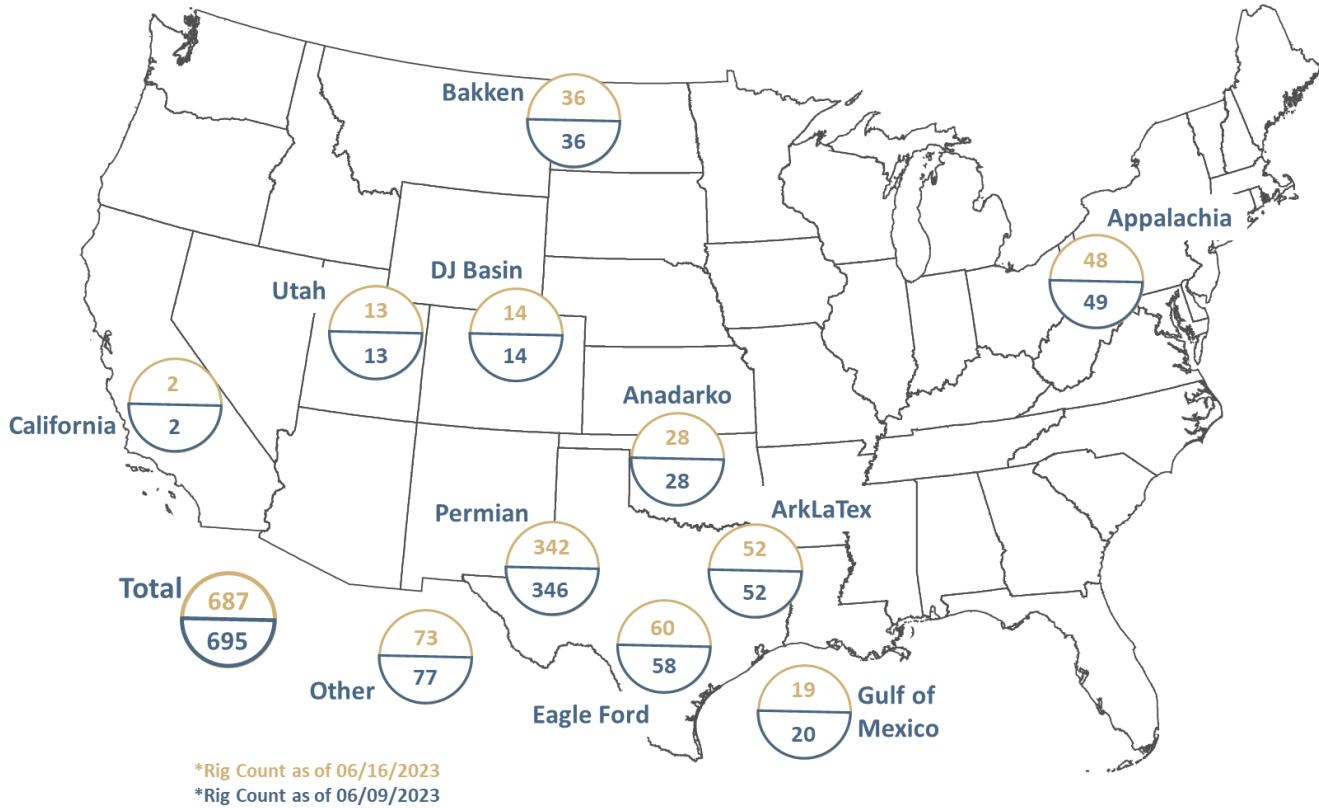 Bakken
36
36
Appalachia
48
49
DJ Basin
14
14
Utah
13
13
California
2
2
Anadarko
28
28
Permian
342
346
ArkLaTex
52
52
Total
687
695
Other
73
77
Eagle Ford
60
58
Gulf of
Mexico
19
20
*Rig Count as of 06/16/2023
*Rig Count as of 06/09/2023